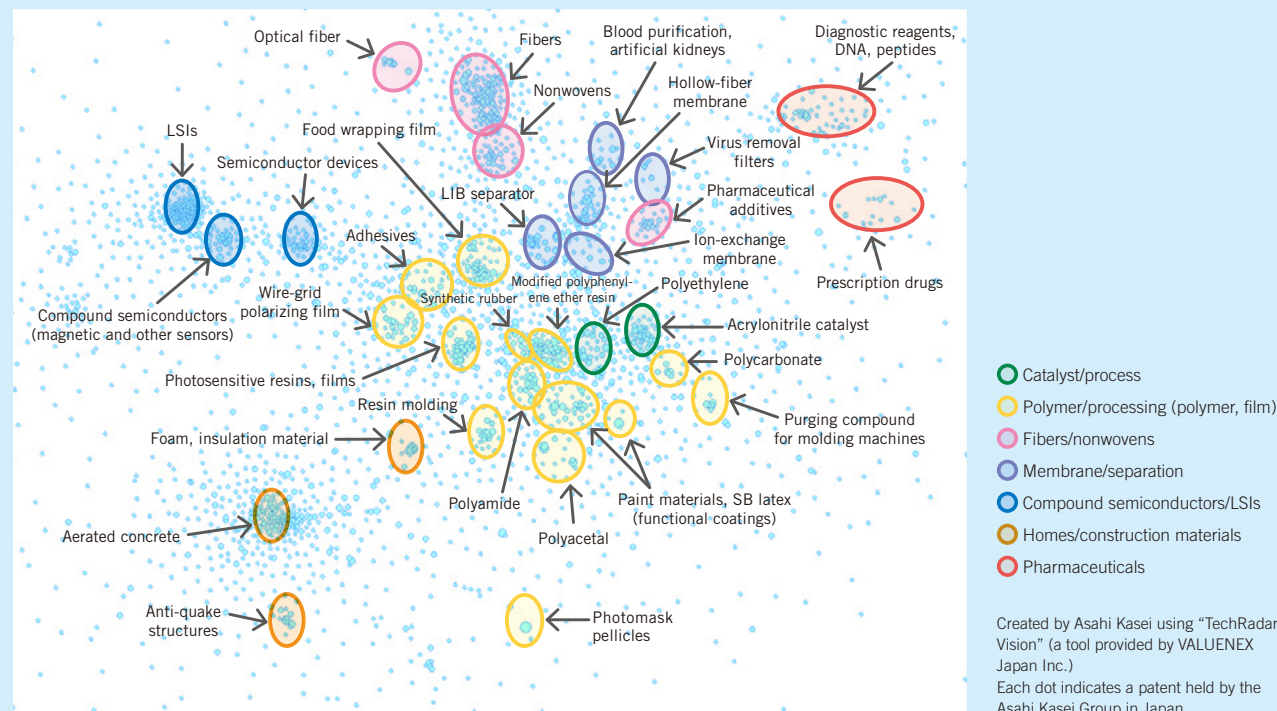 Optical fiber
Fibers
Blood purification,
artificial kidneys
Diagnostic reagents,
DNA, peptides
Nonwovens
Hollow-fiber
membrane
LSIs
Food wrapping film
Semiconductor devices
Virus removal
filters
LIB separator
Pharmaceutical
additives
Adhesives
Ion-exchange
membrane
Prescription drugs
Wire-grid
polarizing film
Synthetic rubber
Modified polyphenyl-
ene ether resin
Polyethylene
Compound semiconductors
(magnetic and other sensors)
Acrylonitrile catalyst
Polycarbonate
Photosensitive resins, films
Resin molding
Purging compound
for molding machines
Foam, insulation material
Polyamide
Paint materials, SB latex
(functional coatings)
Aerated concrete
Polyacetal
Anti-quake
structures
Photomask
pellicles
Catalyst/process
Polymer/processing (polymer, film)
Fibers/nonwovens
Membrane/separation
Compound semiconductors/LSIs
Homes/construction materials
Pharmaceuticals
Created by Asahi Kasei using “TechRadar
Vision” (a tool provided by VALUENEX
Japan Inc.)
Each dot indicates a patent held by the
Asahi Kasei Group in Japan